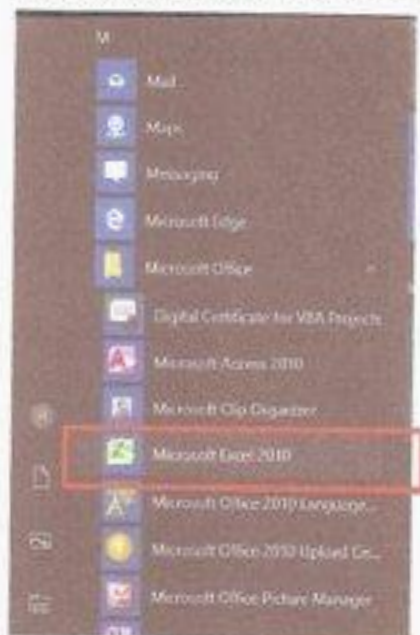 M
Mail
Maps
Messaging
Microsoft Edge
Microsoft Office
Digital Certificate for VBA Projects
Microsoft Access 2010
Microsoft Clip Organizer
Microsoft Excel 2010
Microsoft Office 2010 Language...
Microsoft Office 2010 Upload Ce...
Microsoft Office Picture Manager